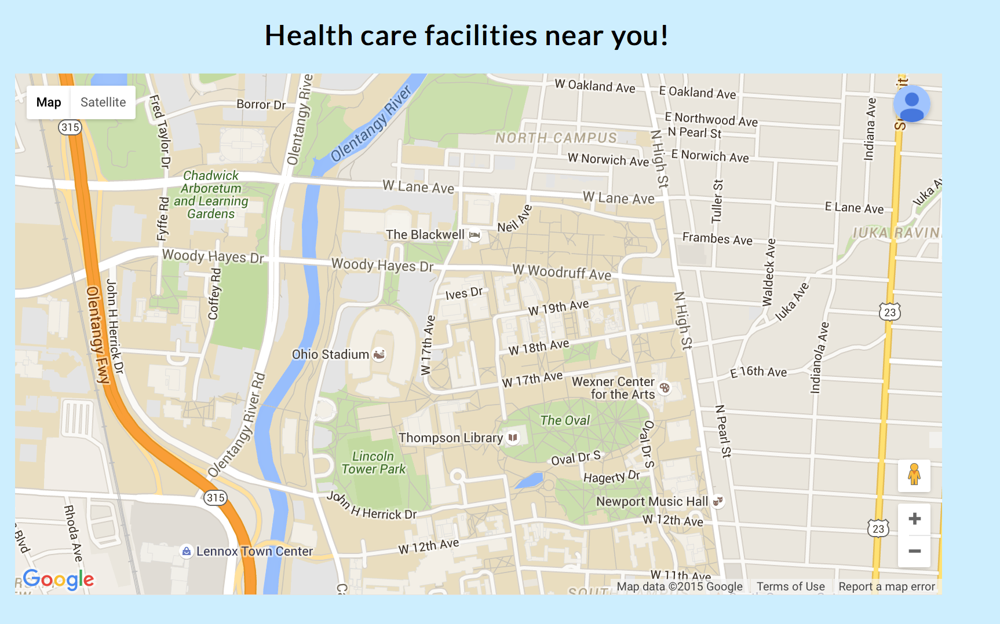 Health care facilities near you!
Map
Satellite
315
Fred Taylor Dr
Borror Dr
Olentangy Rive
Olentangy River
W Oakland Ave
E Oakland Ave
E Northwood Ave
N Pearl St
NORTH CAMPUS
N High St
W Norwich Ave
E Norwich Ave
Indiana Ave
Chadwick
Arboretum
and Learning
Gardens
W Lane Ave
W Lane Ave
Tuller St
E Lane Ave
Iuka Av
Fyffe Rd
Neil Ave
The Blackwell
Frambes Ave
IUKA RAVIN
Woody Hayes Dr
Woody Hayes Dr
W Woodruff Ave
Waldeck Ave
Coffey Rd
John H Herrick Dr
Olentangy Fwy
Ives Dr
W 19th Ave
N High St
Iuka Ave
23
W 17th Ave
W 18th Ave
Ohio Stadium
Indianola Ave
E 16th Ave
W 17th Ave
Wexner Center
for the Arts
Olentangy River Rd
The Oval
N Pearl St
Thompson Library
Oval Dr S
Lincoln
Tower Park
Oval Dr S
Hagerty Dr
315
John H Herrick Dr
Newport Music Hall
W 12th Ave
Rhoda Ave
Blvd
23
W 12th Ave
Lennox Town Center
W 11th Ave
Google
Map data ©2015 Google
Terms of Use
Report a map error